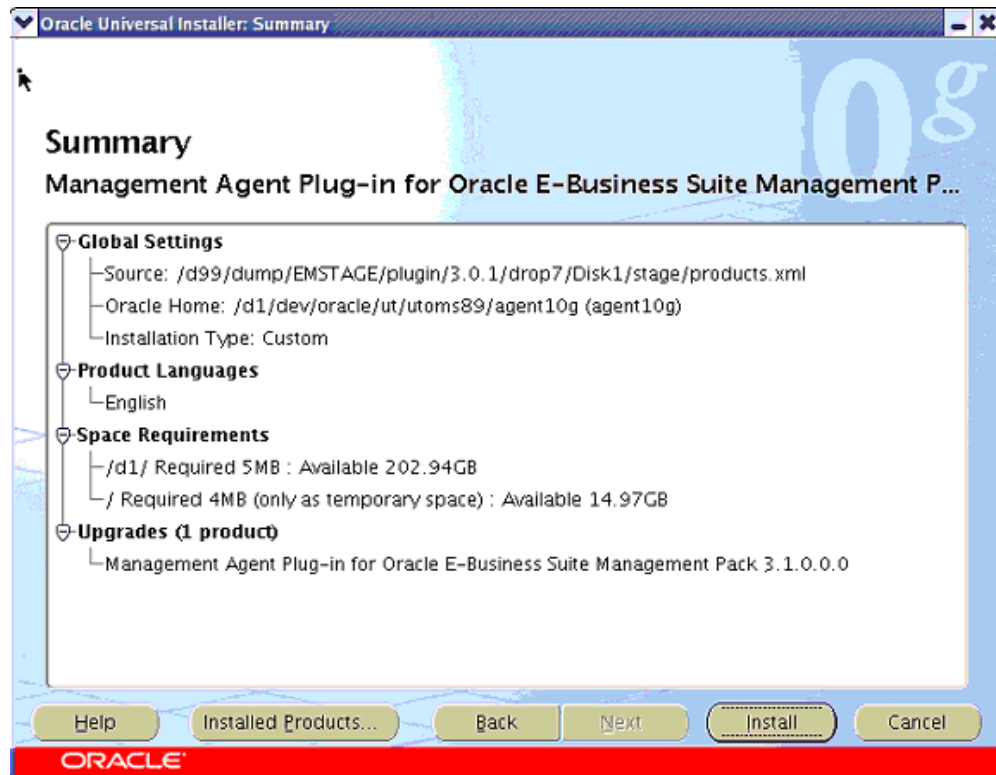 Oracle Universal Installer: Summary
0g
Summary
Management Agent Plug-in for Oracle E-Business Suite Management P...
Global Settings
Source: /d99/dump/EMSTAGE/plugin/3.0.1/drop7/Disk1/stage/products.xml
Oracle Home: /d1/dev/oracle/ut/utoms89/agent10g (agent10g)
Installation Type: Custom
Product Languages
English
Space Requirements
/d1/ Required 5MB : Available 202.94GB
/ Required 4MB (only as temporary space) : Available 14.97GB
Upgrades (1 product)
Management Agent Plug-in for Oracle E-Business Suite Management Pack 3.1.0.0.0
Help Installed Products... Back Next Install Cancel
ORACLE